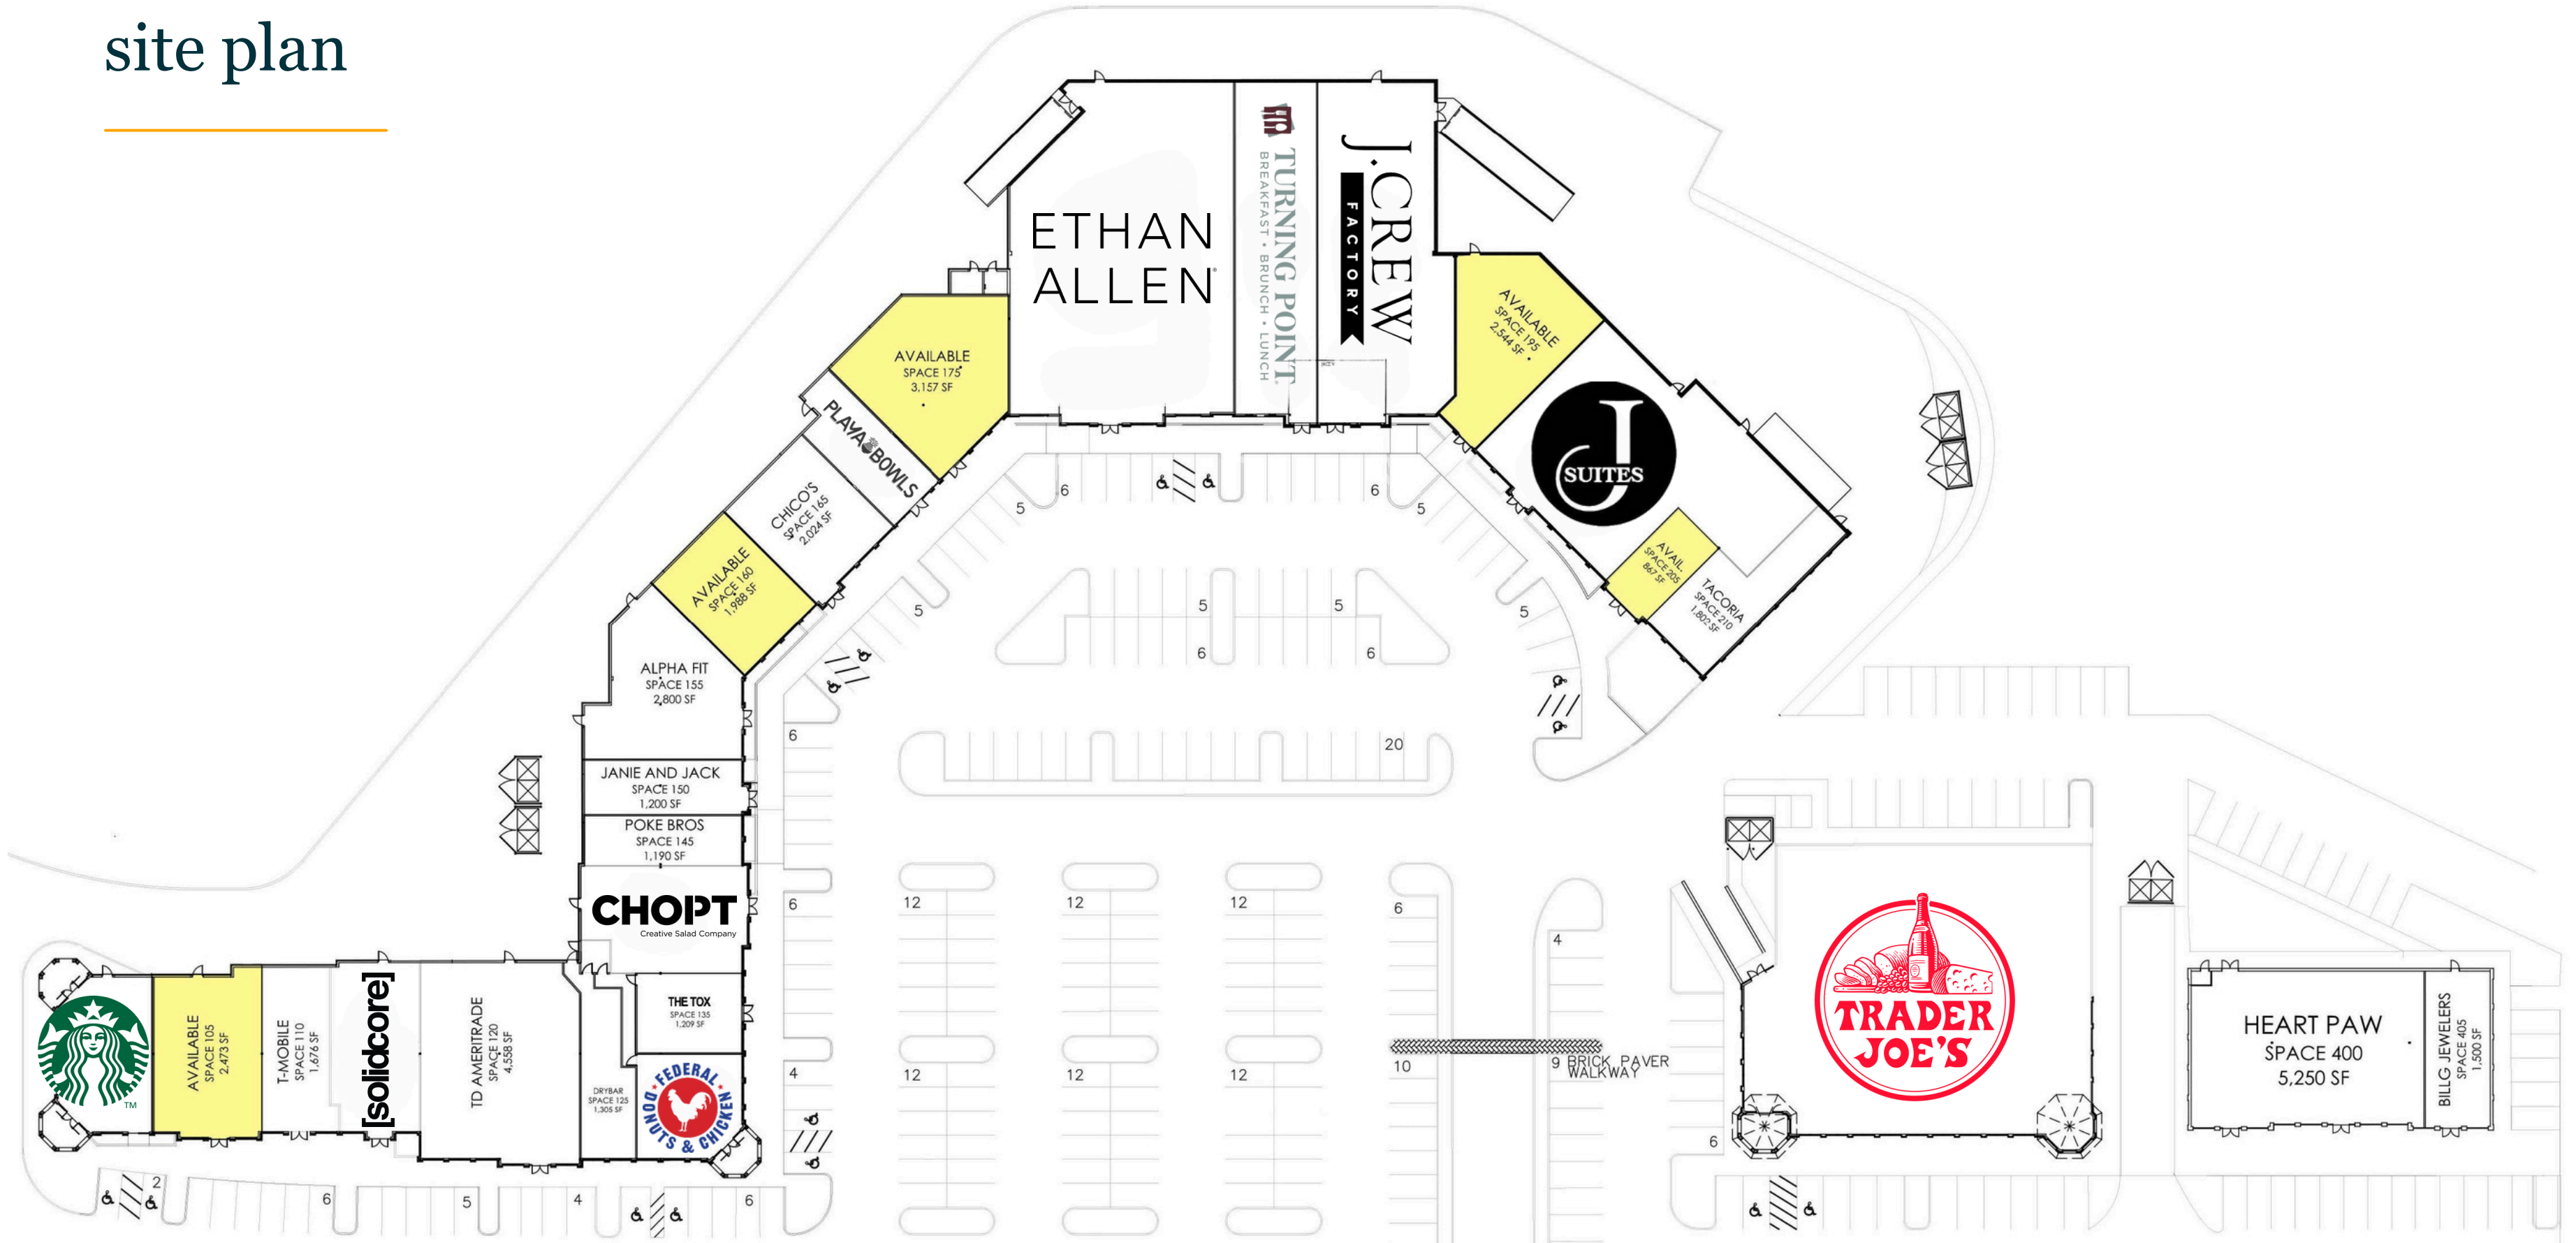 site plan
ETHAN
ALLEN
TURNING POINT
BREAKFAST • BRUNCH • LUNCH
J.CREW
FACTORY
AVAILABLE
SPACE 195
2,544 SF
J
SUITES
AVAIL.
SPACE 205
867 SF
TACORIA
SPACE 210
1,802 SF
AVAILABLE
SPACE 175
3,157 SF
PLAYA BOWLS
CHICO'S
SPACE 165
2,024 SF
AVAILABLE
SPACE 160
1,988 SF
ALPHA FIT
SPACE 155
2,800 SF
JANIE AND JACK
SPACE 150
1,200 SF
POKE BROS
SPACE 145
1,190 SF
CHOPT
Creative Salad Company
THE TOX
SPACE 135
1,209 SF
FEDERAL
DONUTS & CHICKEN
DRYBAR
SPACE 125
1,305 SF
TD AMERITRADE
SPACE 120
4,558 SF
[solidcore]
T-MOBILE
SPACE 110
1,676 SF
AVAILABLE
SPACE 105
2,473 SF
TM
TRADER
JOE'S
HEART PAW
SPACE 400
5,250 SF
BILLG JEWELERS
SPACE 405
1,500 SF
6
6
5
5
5
5
5
5
6
6
6
20
6
12
12
12
6
4
4
12
12
12
10
9 BRICK PAVER
WALKWAY
6
2
6
5
4
6